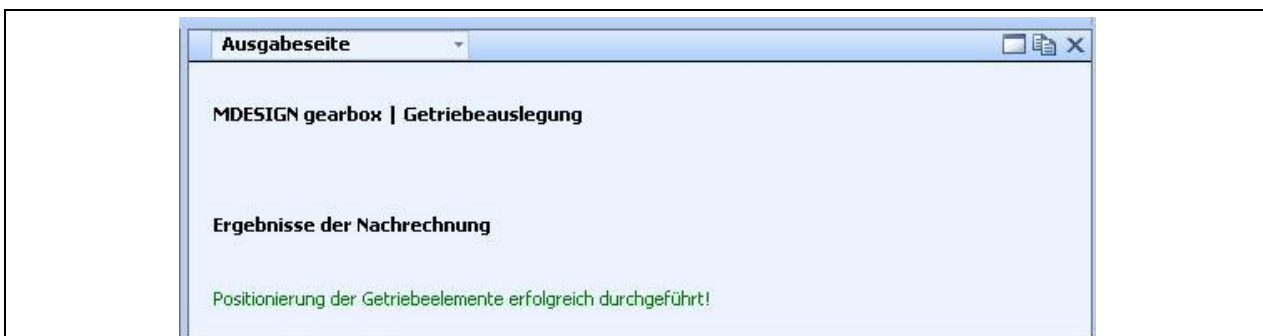 Ausgabeseite
MDESIGN gearbox | Getriebeauslegung
Ergebnisse der Nachrechnung
Positionierung der Getriebeelemente erfolgreich durchgeführt!